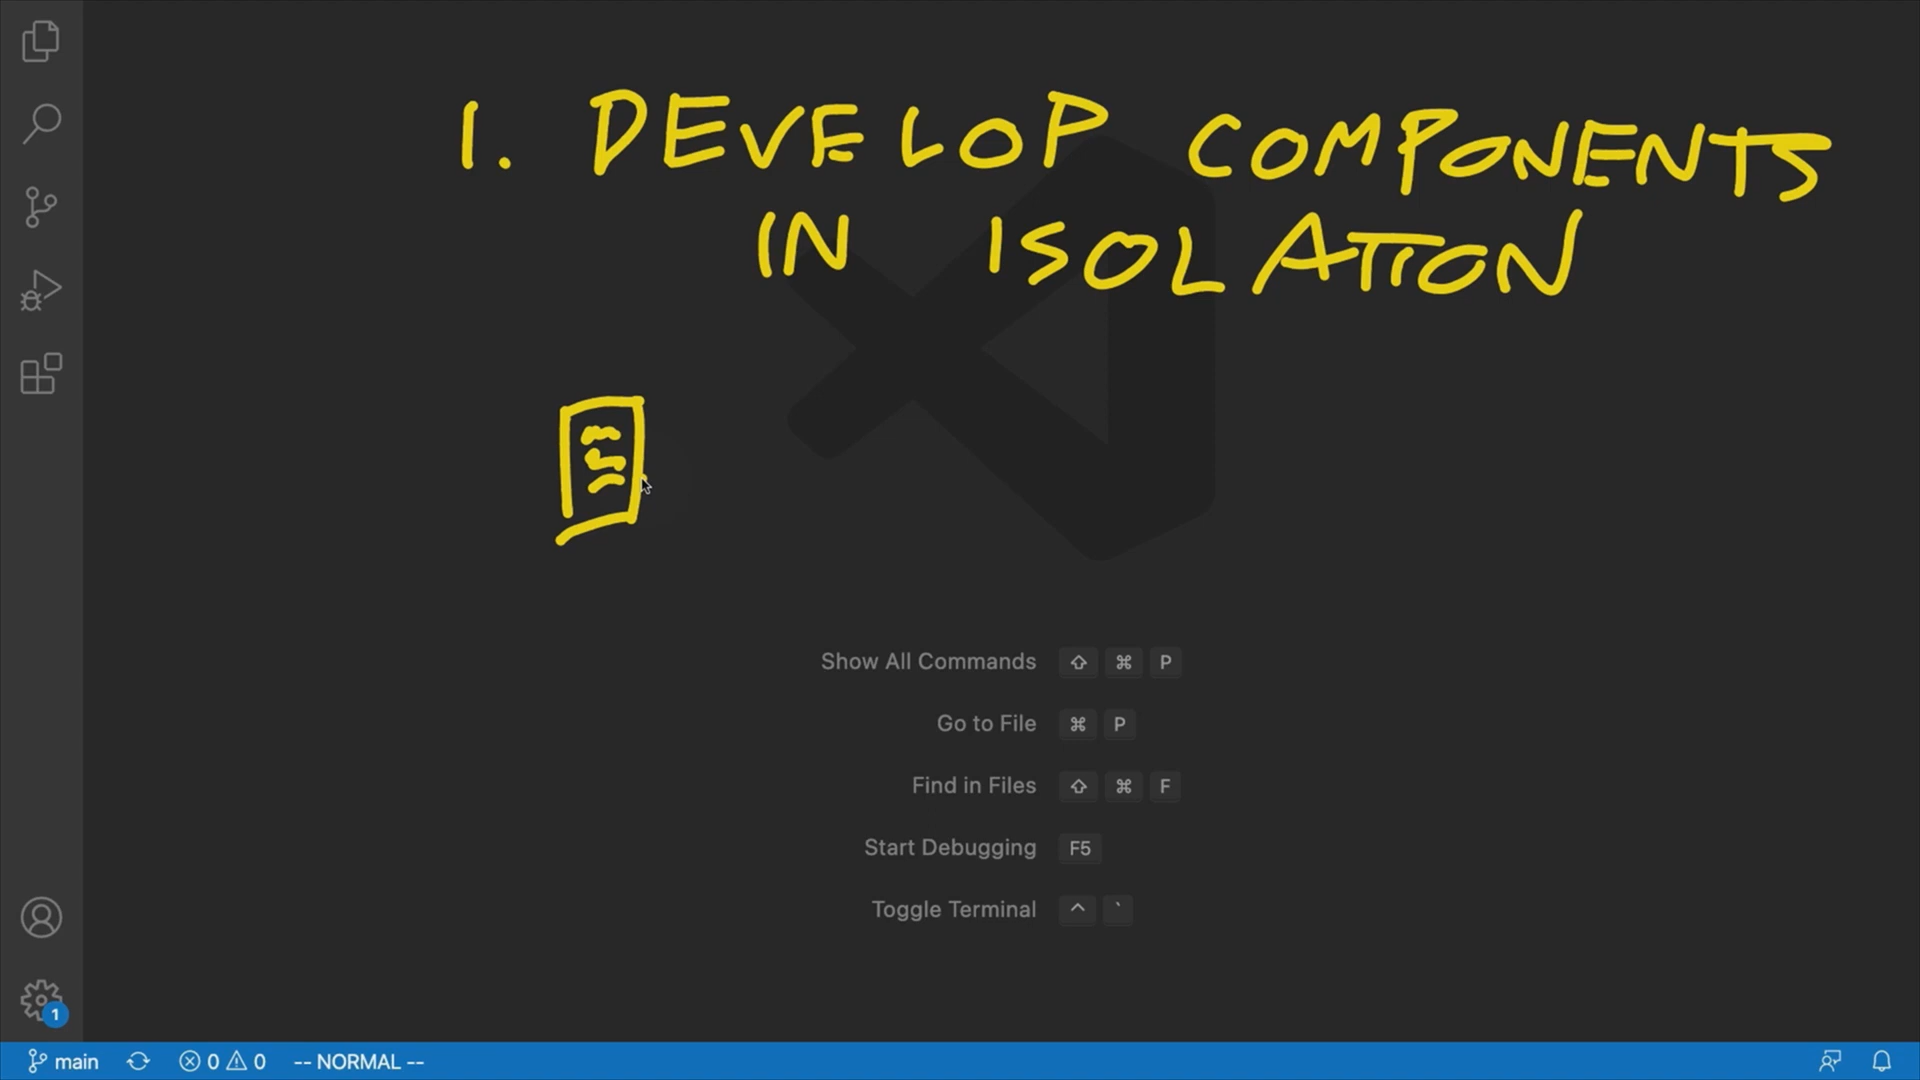 1. DEVELOP COMPONENTS
IN ISOLATION
Show All Commands ⇧ ⌘ P
Go to File ⌘ P
Find in Files ⇧ ⌘ F
Start Debugging F5
Toggle Terminal ^ `
1
main 0 0 -- NORMAL --